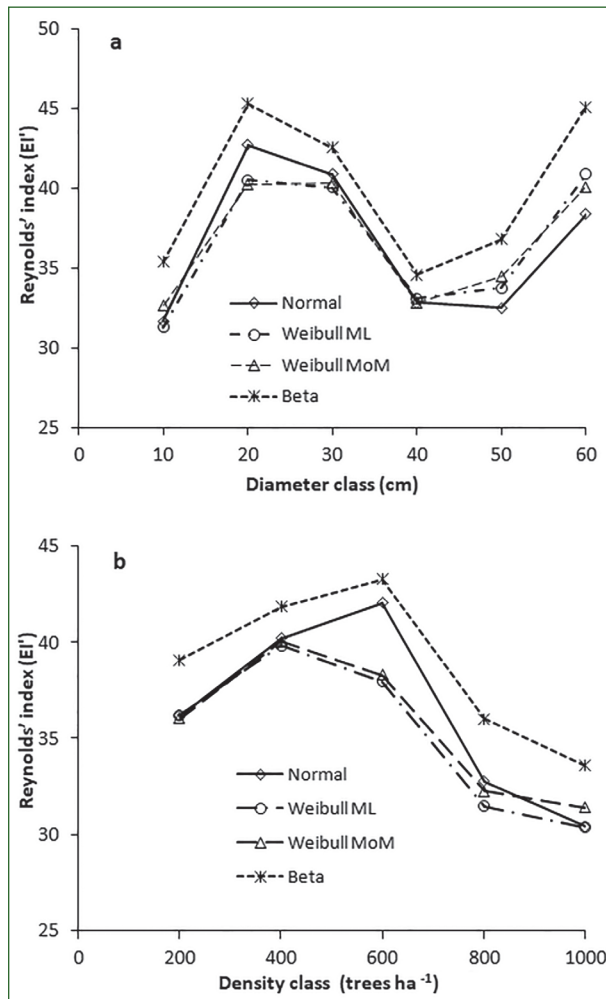 a
Reynolds' index (EI')
50
45
40
35
30
25
Normal
Weibull ML
Weibull MoM
Beta
0 10 20 30 40 50 60
Diameter class (cm)
b
Reynolds' index (EI')
45
40
35
30
25
Normal
Weibull ML
Weibull MoM
Beta
0 200 400 600 800 1000
Density class (trees ha⁻¹)